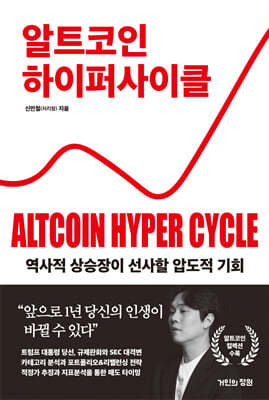 알트코인
하이퍼사이클
신민철(처리형) 지음
ALTCOIN HYPER CYCLE
역사적 상승장이 선사할 압도적 기회
“앞으로 1년 당신의 인생이
바뀔 수 있다”
트럼프 대통령 당선, 규제완화와 SEC 대격변
카테고리 분석과 포트폴리오&리밸런싱 전략
적정가 추정과 지표분석을 통한 매도 타이밍
알트코인
컬렉션
수록
거인의 정원